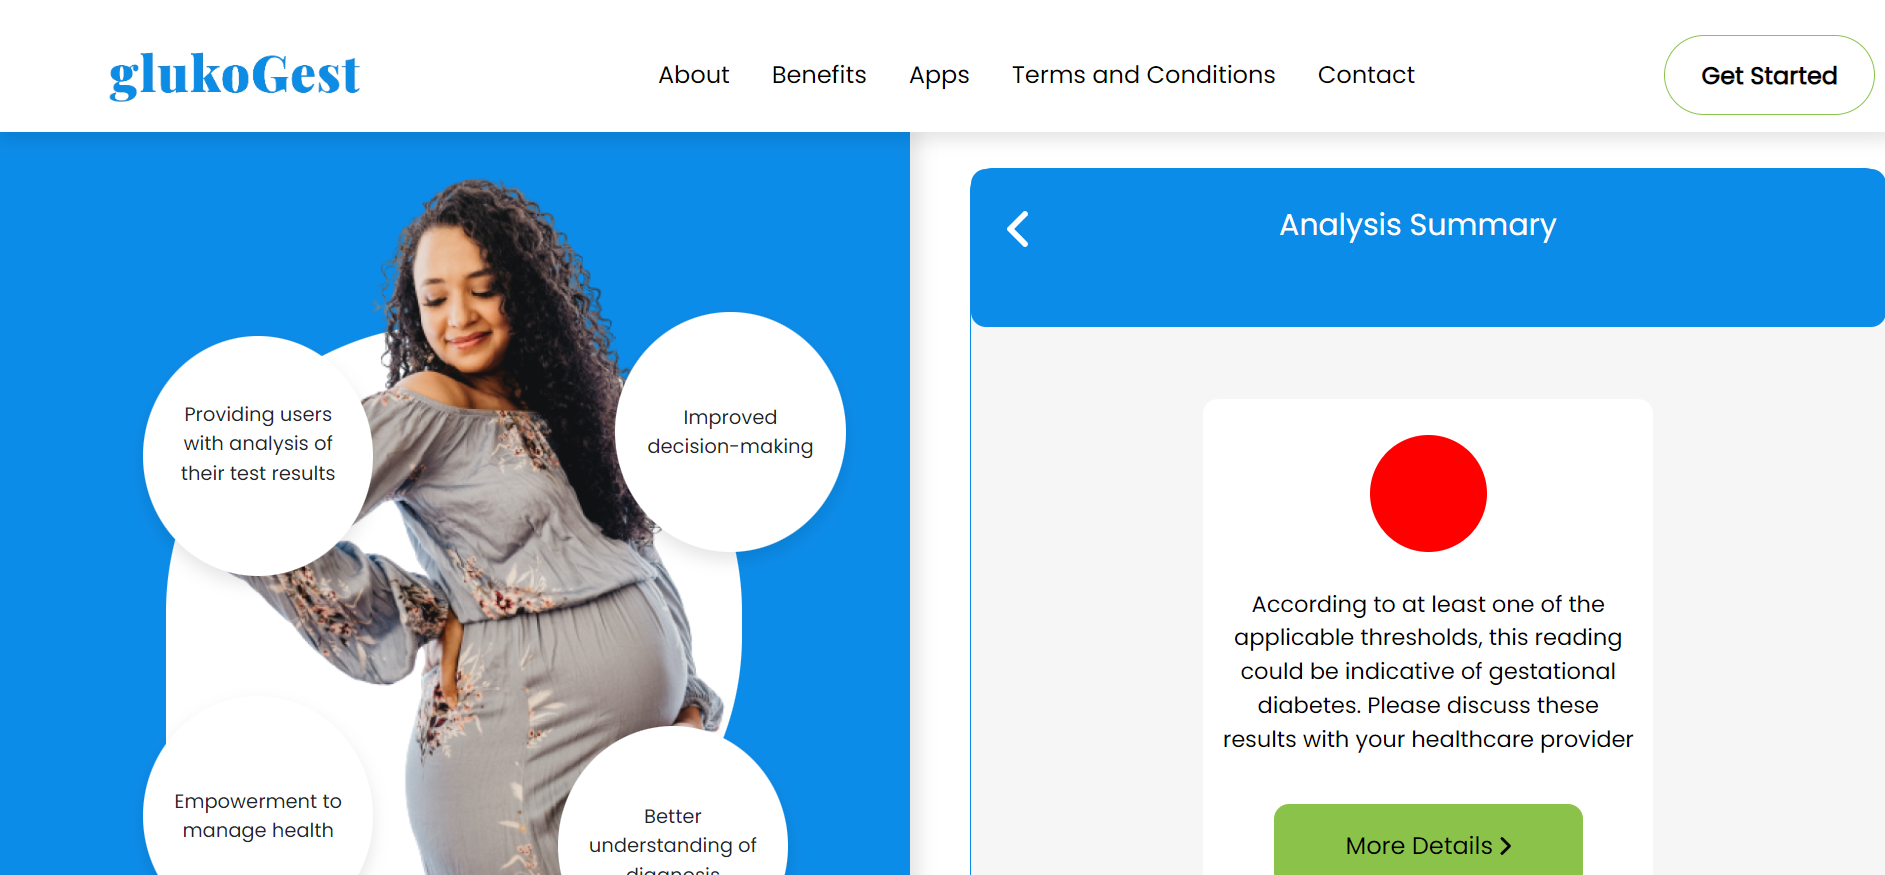 glukoGest
About
Benefits
Apps
Terms and Conditions
Contact
Get Started
Providing users
with analysis of
their test results
Improved
decision-making
Empowerment to
manage health
Better
understanding of
diagnosis
Analysis Summary
According to at least one of the
applicable thresholds, this reading
could be indicative of gestational
diabetes. Please discuss these
results with your healthcare provider
More Details